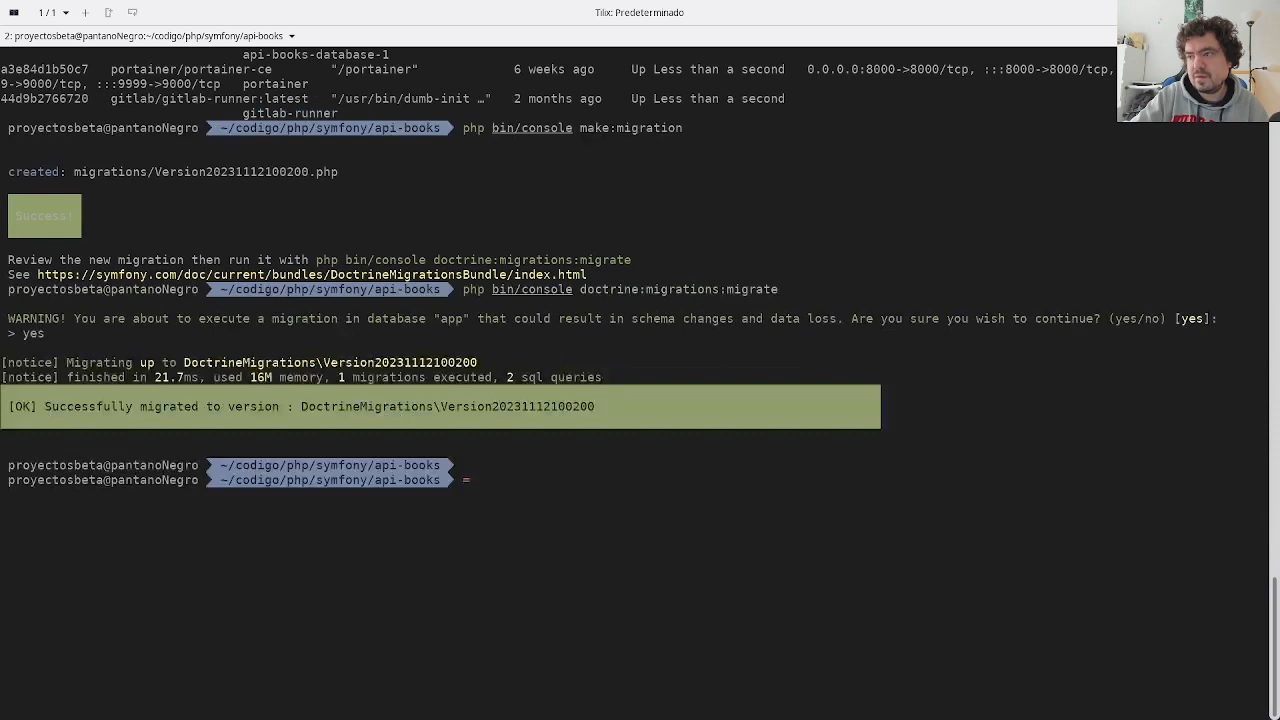 1 / 1
Tilix: Predeterminado
2: proyectosbeta@pantanoNegro:~/codigo/php/symfony/api-books
api-books-database-1
a3e84d1b50c7 portainer/portainer-ce "/portainer" 6 weeks ago Up Less than a second 0.0.0.0:8000->8000/tcp, :::8000->8000/tcp,
9->9000/tcp, :::9999->9000/tcp portainer
44d9b2766720 gitlab/gitlab-runner:latest "/usr/bin/dumb-init …" 2 months ago Up Less than a second
gitlab-runner
proyectosbeta@pantanoNegro ~/codigo/php/symfony/api-books php bin/console make:migration
created: migrations/Version20231112100200.php
Success!
Review the new migration then run it with php bin/console doctrine:migrations:migrate
See https://symfony.com/doc/current/bundles/DoctrineMigrationsBundle/index.html
proyectosbeta@pantanoNegro ~/codigo/php/symfony/api-books php bin/console doctrine:migrations:migrate
WARNING! You are about to execute a migration in database "app" that could result in schema changes and data loss. Are you sure you wish to continue? (yes/no) [yes]:
> yes
[notice] Migrating up to DoctrineMigrations\Version20231112100200
[notice] finished in 21.7ms, used 16M memory, 1 migrations executed, 2 sql queries
[OK] Successfully migrated to version : DoctrineMigrations\Version20231112100200
proyectosbeta@pantanoNegro ~/codigo/php/symfony/api-books
proyectosbeta@pantanoNegro ~/codigo/php/symfony/api-books